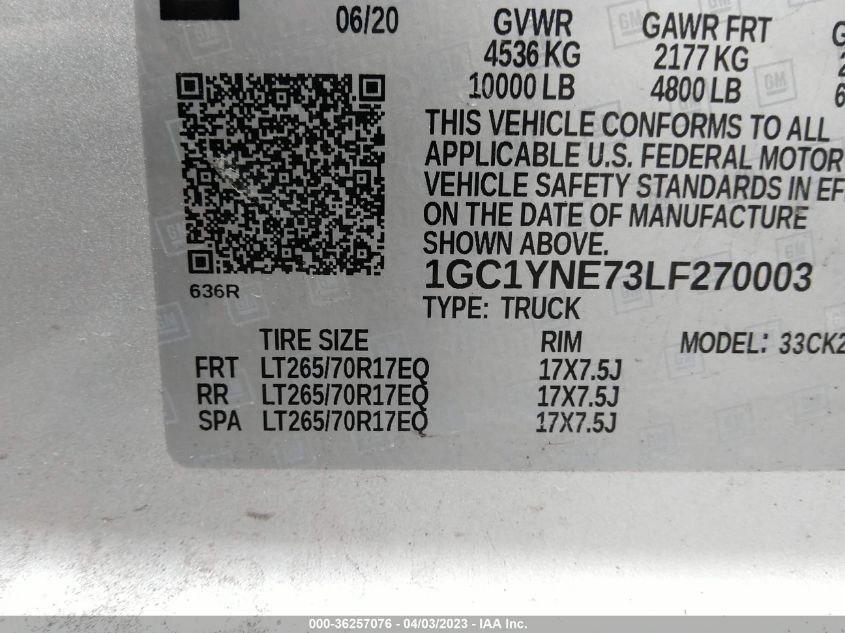 06/20 GVWR GAWR FRT G
4536 KG 2177 KG 2
10000 LB 4800 LB 6
THIS VEHICLE CONFORMS TO ALL
APPLICABLE U.S. FEDERAL MOTOR
VEHICLE SAFETY STANDARDS IN EF
ON THE DATE OF MANUFACTURE
SHOWN ABOVE.
636R 1GC1YNE73LF270003
TYPE: TRUCK
TIRE SIZE RIM MODEL: 33CK2
FRT LT265/70R17EQ 17X7.5J
RR LT265/70R17EQ 17X7.5J
SPA LT265/70R17EQ 17X7.5J
000-36257076 - 04/03/2023 - IAA Inc.